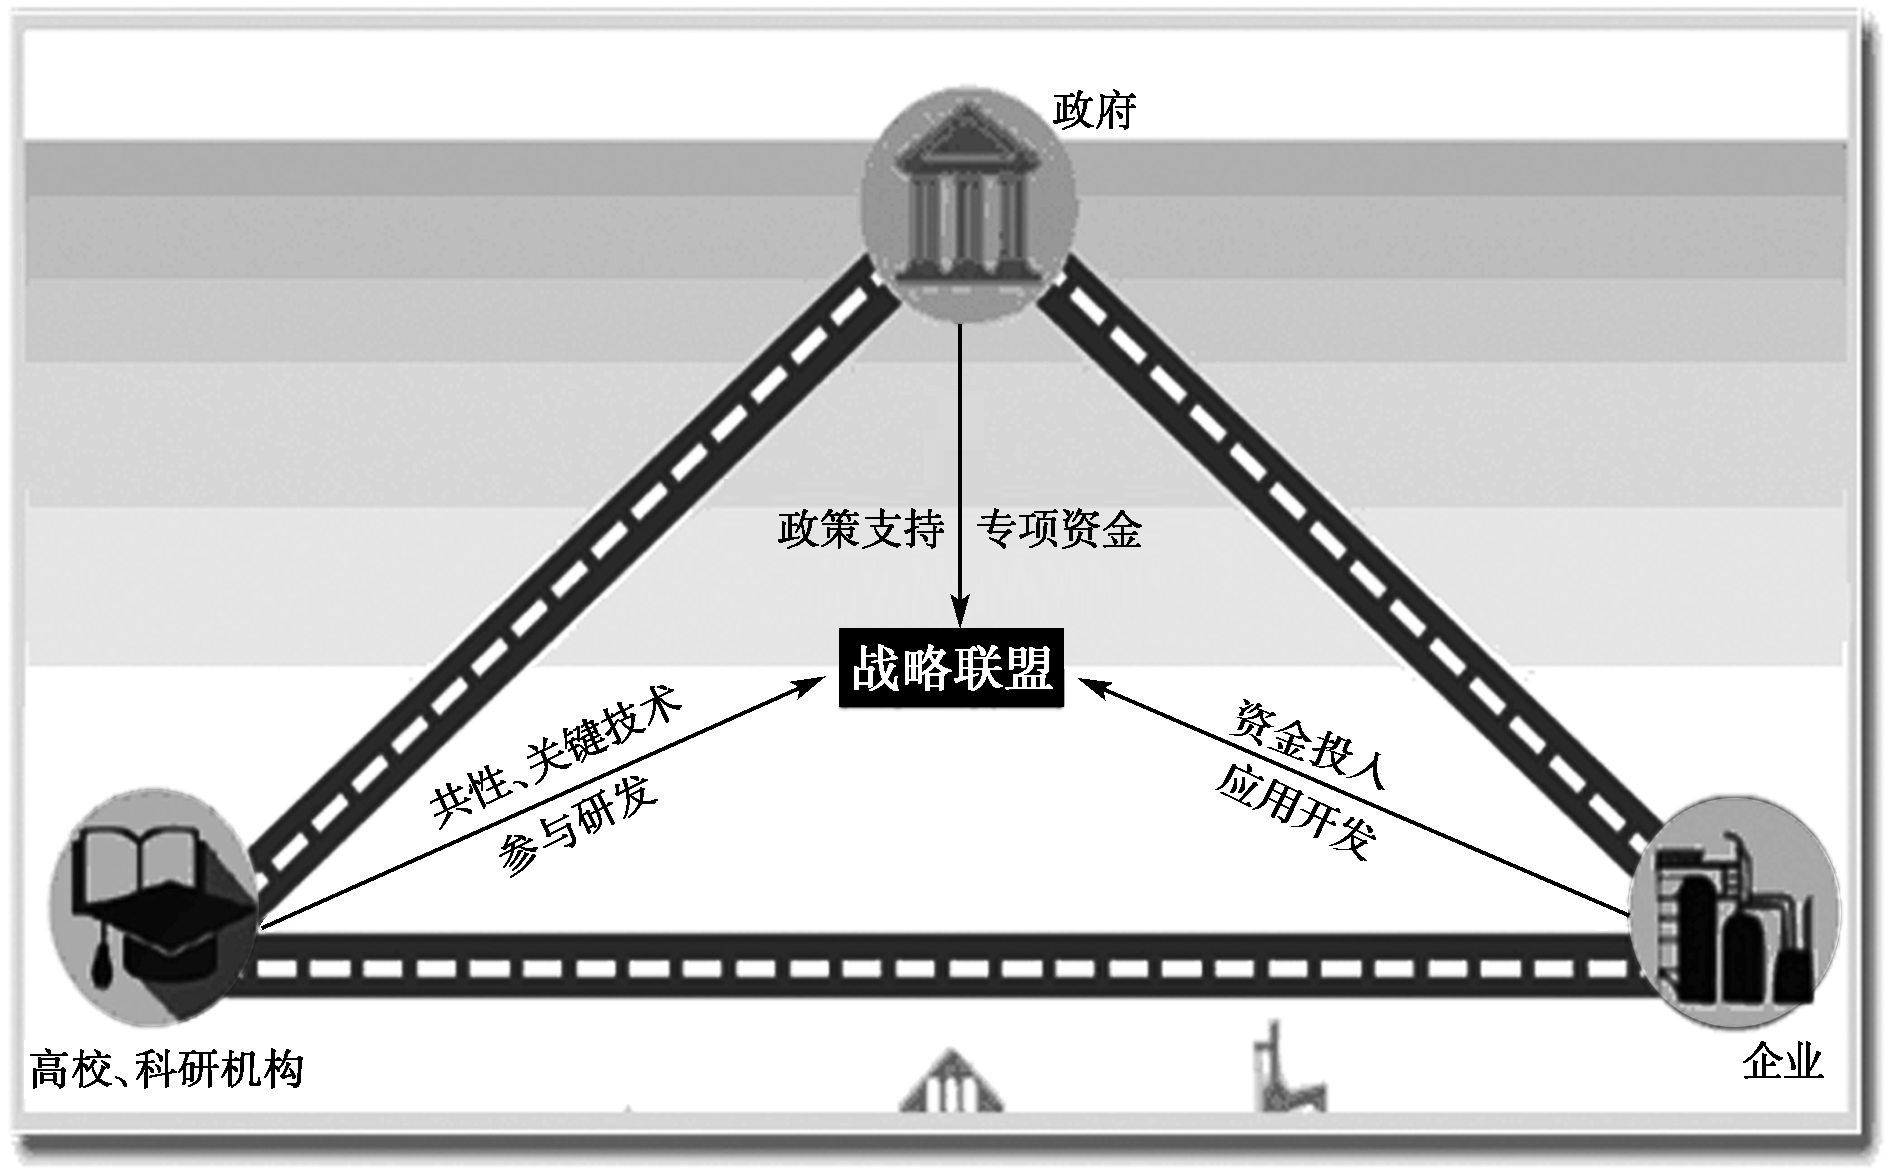 政府
政策支持 专项资金
战略联盟
共性、关键技术
参与研发
资金投入
应用开发
高校、科研机构
企业